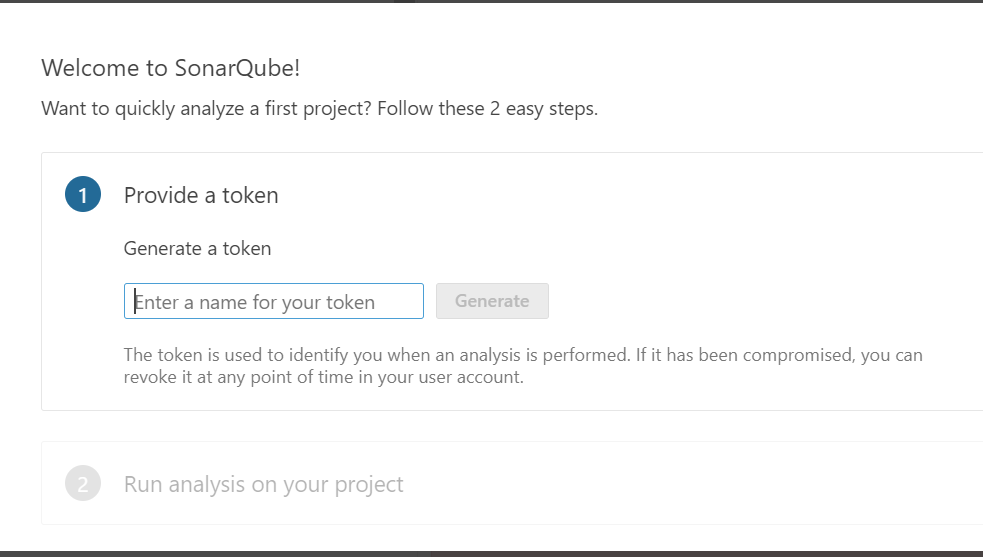 Welcome to SonarQube!
Want to quickly analyze a first project? Follow these 2 easy steps.
1 Provide a token
Generate a token
Enter a name for your token Generate
The token is used to identify you when an analysis is performed. If it has been compromised, you can
revoke it at any point of time in your user account.
2 Run analysis on your project